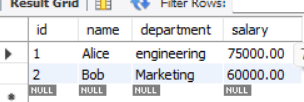 Result Grid Filter Rows:
id name department salary
1 Alice engineering 75000.00
2 Bob Marketing 60000.00
NULL NULL NULL NULL